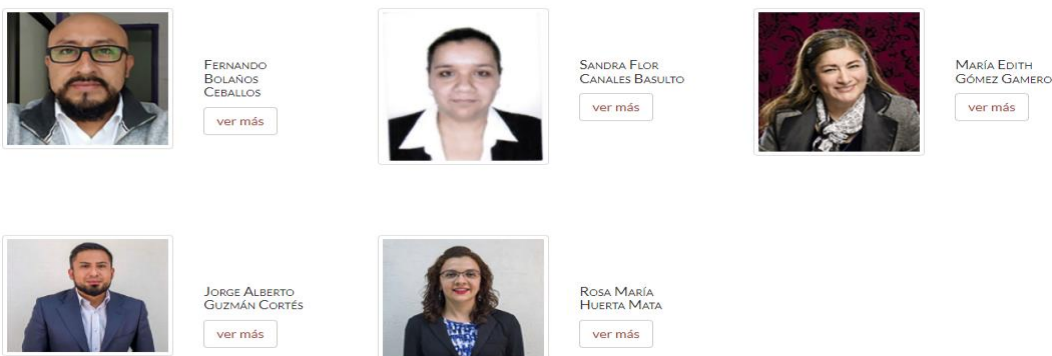 Fernando
Bolaños
Ceballos
ver más
Sandra Flor
Canales Basulto
ver más
María Edith
Gómez Gamero
ver más
Jorge Alberto
Guzmán Cortés
ver más
Rosa María
Huerta Mata
ver más